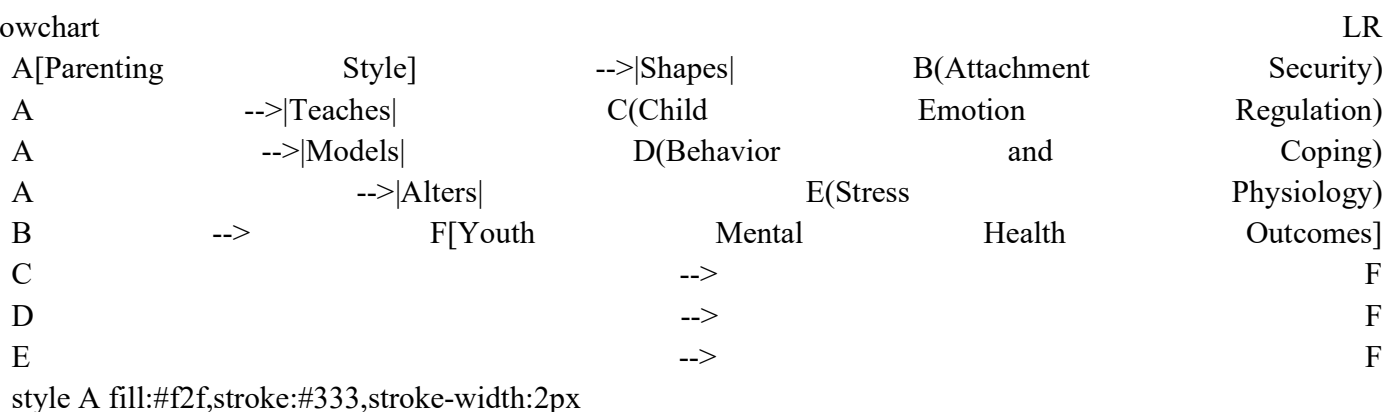 owchart LR
A[Parenting Style] -->|Shapes| B(Attachment Security)
A -->|Teaches| C(Child Emotion Regulation)
A -->|Models| D(Behavior and Coping)
A -->|Alters| E(Stress Physiology)
B --> F[Youth Mental Health Outcomes]
C --> F
D --> F
E --> F
style A fill:#f2f,stroke:#333,stroke-width:2px